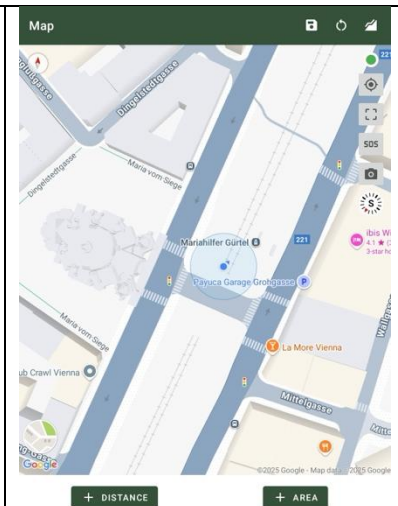 Map
221
Dingelstedtgasse
Dingelstedtgasse
Maria vom Siege
SOS
S
Mariahilfer Gürtel
221
ibis Wi
4.1 ★
3-star h
Payuca Garage Grohgasse
P
Wallgasse
Maria vom Siege
La More Vienna
ub Crawl Vienna
Mittelgasse
Mitte
Google
©2025 Google - Map data ©2025 Google
+ DISTANCE
+ AREA